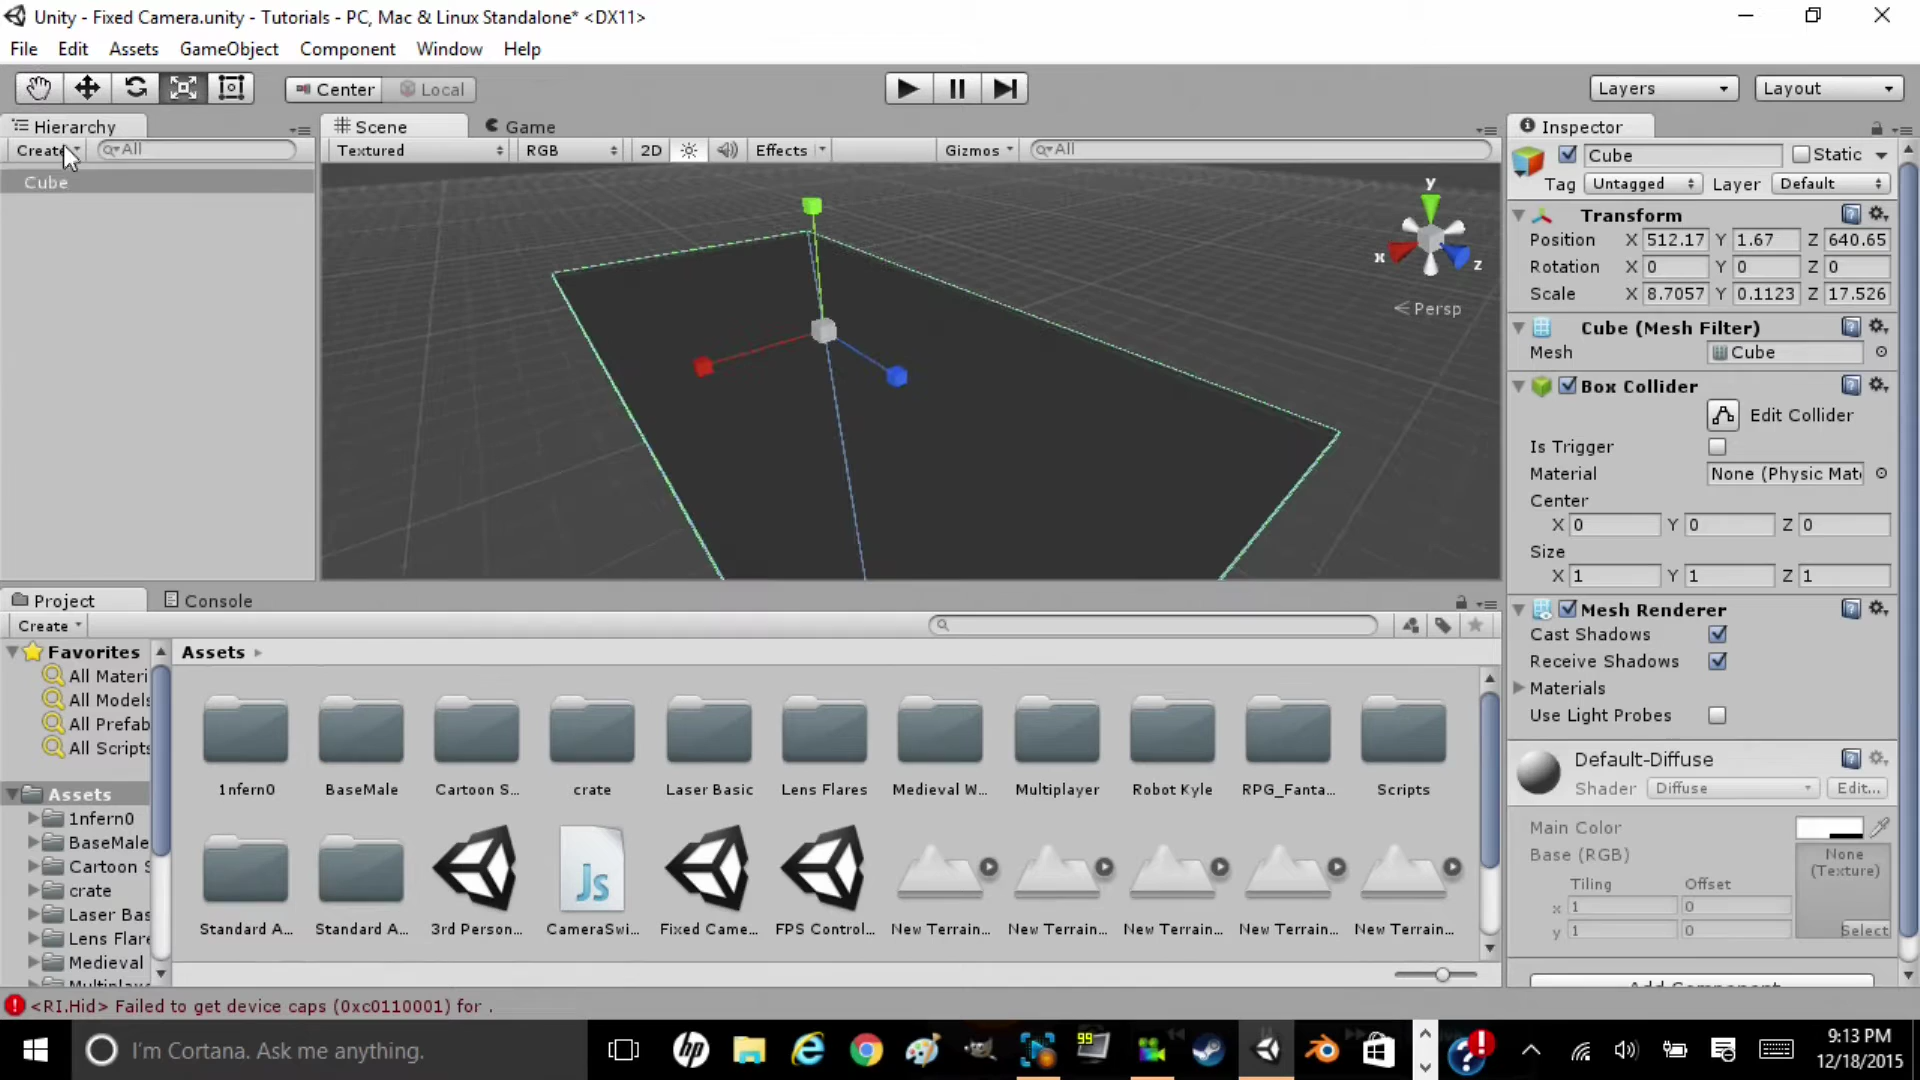 Unity - Fixed Camera.unity - Tutorials - PC, Mac & Linux Standalone* <DX11>
File Edit Assets GameObject Component Window Help
Center Local Layers Layout
Hierarchy Scene Game Inspector
Create All Textured RGB 2D Effects Gizmos All Cube Static
Cube
Tag Untagged Layer Default
Transform
Position X 512.17 Y 1.67 Z 640.65
Rotation X 0 Y 0 Z 0
Scale X 8.7057 Y 0.1123 Z 17.526
y
x
z
Persp
Cube (Mesh Filter)
Mesh Cube
Box Collider
Edit Collider
Is Trigger
Material None (Physic Mat
Center
X 0 Y 0 Z 0
Size
X 1 Y 1 Z 1
Mesh Renderer
Cast Shadows
Receive Shadows
Materials
Use Light Probes
Default-Diffuse
Shader Diffuse Edit...
Main Color
Base (RGB)
None
(Texture)
Tiling Offset
x 1 0
y 1 0
Select
Project Console
Create
Favorites
All Materi
All Models
All Prefab
All Scripts
Assets
1nfern0
BaseMale
Cartoon S
crate
Laser Bas
Lens Flare
Medieval
Assets
1nfern0 BaseMale Cartoon S... crate Laser Basic Lens Flares Medieval W... Multiplayer Robot Kyle RPG_Fanta... Scripts
Js
Standard A... Standard A... 3rd Person... CameraSwi... Fixed Came... FPS Control... New Terrain... New Terrain... New Terrain... New Terrain... New Terrain...
<RI.Hid> Failed to get device caps (0xc0110001) for .
I'm Cortana. Ask me anything.
hp
99
9:13 PM
12/18/2015